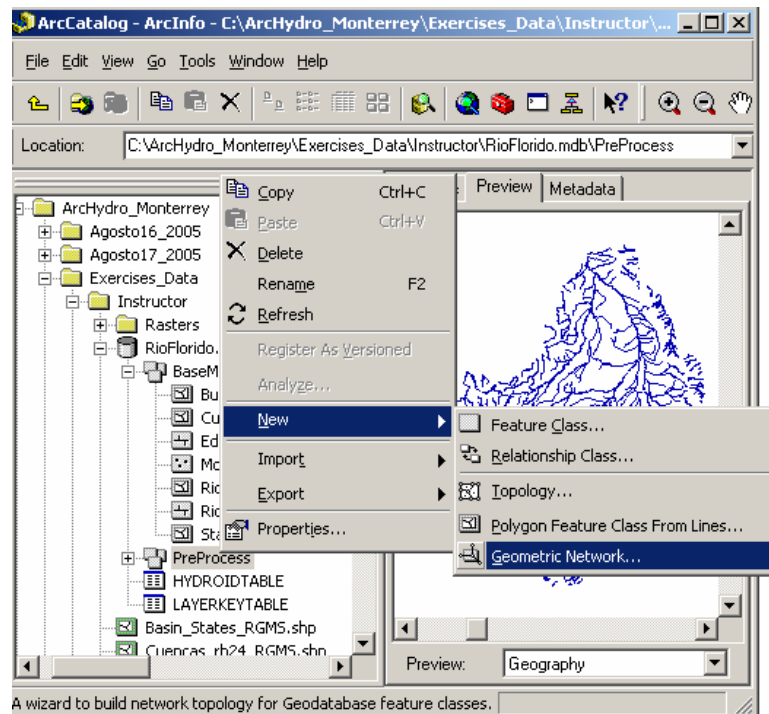 ArcCatalog - ArcInfo - C:\ArcHydro_Monterrey\Exercises_Data\Instructor\...
File Edit View Go Tools Window Help
Location: C:\ArcHydro_Monterrey\Exercises_Data\Instructor\RioFlorido.mdb\PreProcess
ArcHydro_Monterrey
Agosto16_2005
Agosto17_2005
Exercises_Data
Instructor
Rasters
RioFlorido.
BaseM
Bu
Cu
Ed
Mo
Rio
Rio
Sta
PreProcess
HYDROIDTABLE
LAYERKEYTABLE
Basin_States_RGMS.shp
Cuencas_rh24_RGMS.shp
Copy Ctrl+C
Paste Ctrl+V
Delete
Rename F2
Refresh
Register As Versioned
Analyze...
New
Import
Export
Properties...
Preview Metadata
Feature Class...
Relationship Class...
Topology...
Polygon Feature Class From Lines...
Geometric Network...
Preview: Geography
A wizard to build network topology for Geodatabase feature classes.